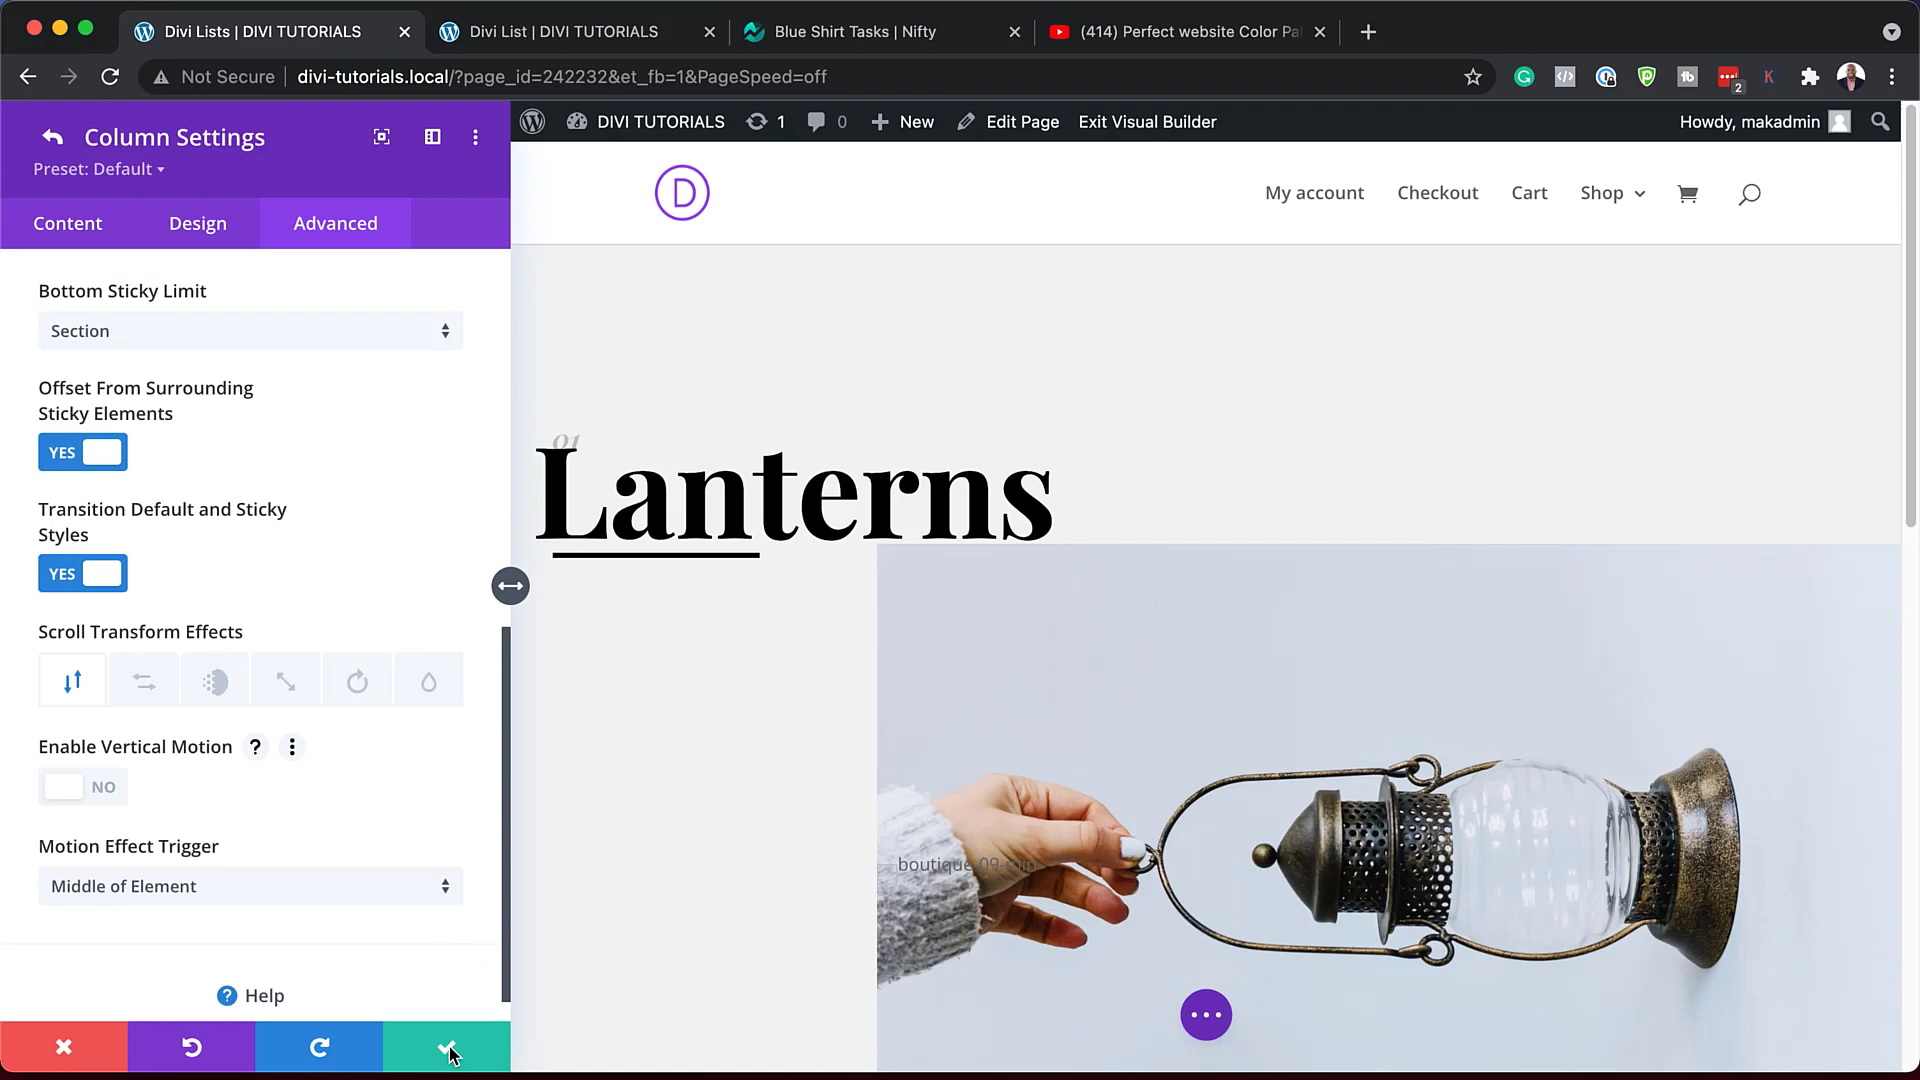 Divi Lists | DIVI TUTORIALS
Divi List | DIVI TUTORIALS
Blue Shirt Tasks | Nifty
(414) Perfect website Color Pa
Not Secure
divi-tutorials.local/?page_id=242232&et_fb=1&PageSpeed=off
2
Column Settings
Preset: Default
DIVI TUTORIALS
1
0
New
Edit Page
Exit Visual Builder
Howdy, makadmin
Content
Design
Advanced
D
My account
Checkout
Cart
Shop
Bottom Sticky Limit
Section
Offset From Surrounding
Sticky Elements
YES
Transition Default and Sticky
Styles
YES
Scroll Transform Effects
Enable Vertical Motion ?
NO
Motion Effect Trigger
Middle of Element
? Help
01
Lanterns
boutique-09-min